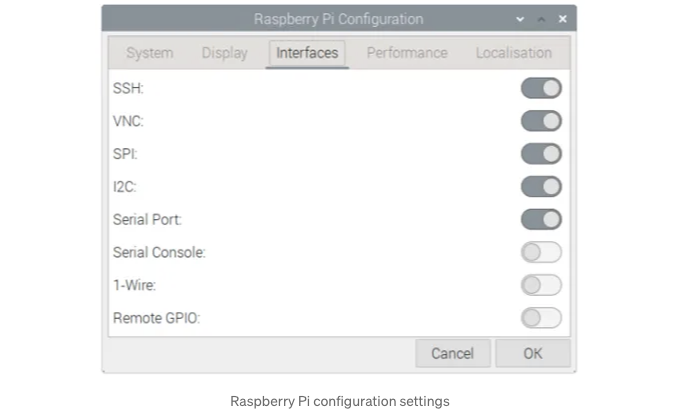 Raspberry Pi Configuration
System Display Interfaces Performance Localisation
SSH:
VNC:
SPI:
I2C:
Serial Port:
Serial Console:
1-Wire:
Remote GPIO:
Cancel OK
Raspberry Pi configuration settings